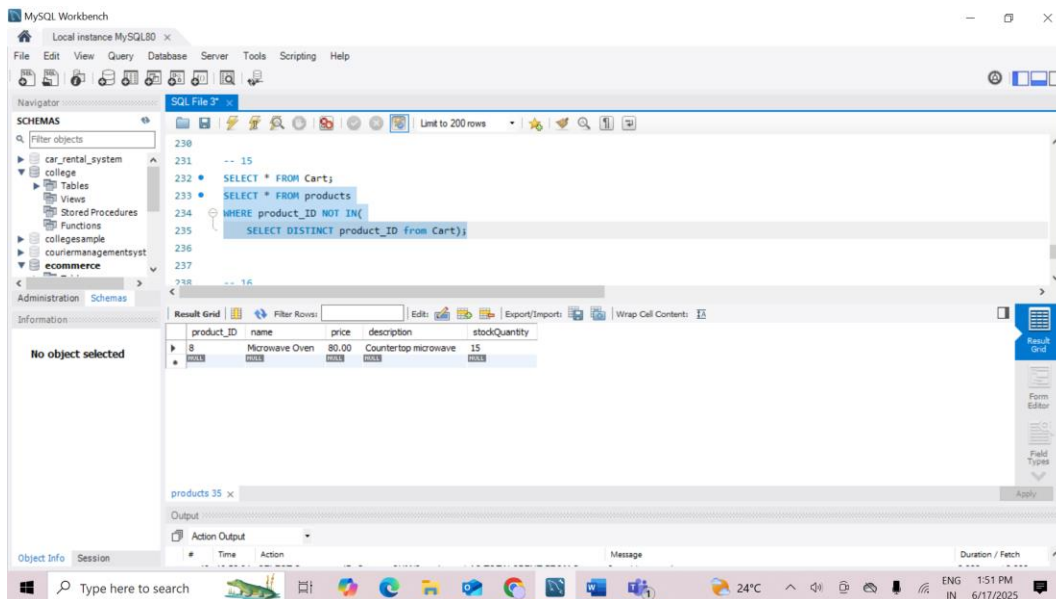 MySQL Workbench
Local instance MySQL80 ×
File Edit View Query Database Server Tools Scripting Help
Navigator
SQL File 3* ×
SCHEMAS
Filter objects
car_rental_system
college
Tables
Views
Stored Procedures
Functions
collegesample
couriermanagementsyst
ecommerce
Administration Schemas
Information
No object selected
Object Info Session
Limit to 200 rows
230
231 -- 15
232 SELECT * FROM Cart;
233 SELECT * FROM products
234 WHERE product_ID NOT IN(
235 SELECT DISTINCT product_ID from Cart);
236
237
238 -- 16
Result Grid Filter Rows: Edit: Export/Import: Wrap Cell Content:
product_ID name price description stockQuantity
8 Microwave Oven 80.00 Countertop microwave 15
NULL NULL NULL NULL NULL
Result Grid
Form Editor
Field Types
products 35 ×
Apply
Output
Action Output
# Time Action Message Duration / Fetch
Type here to search
24°C
ENG
IN
1:51 PM
6/17/2025